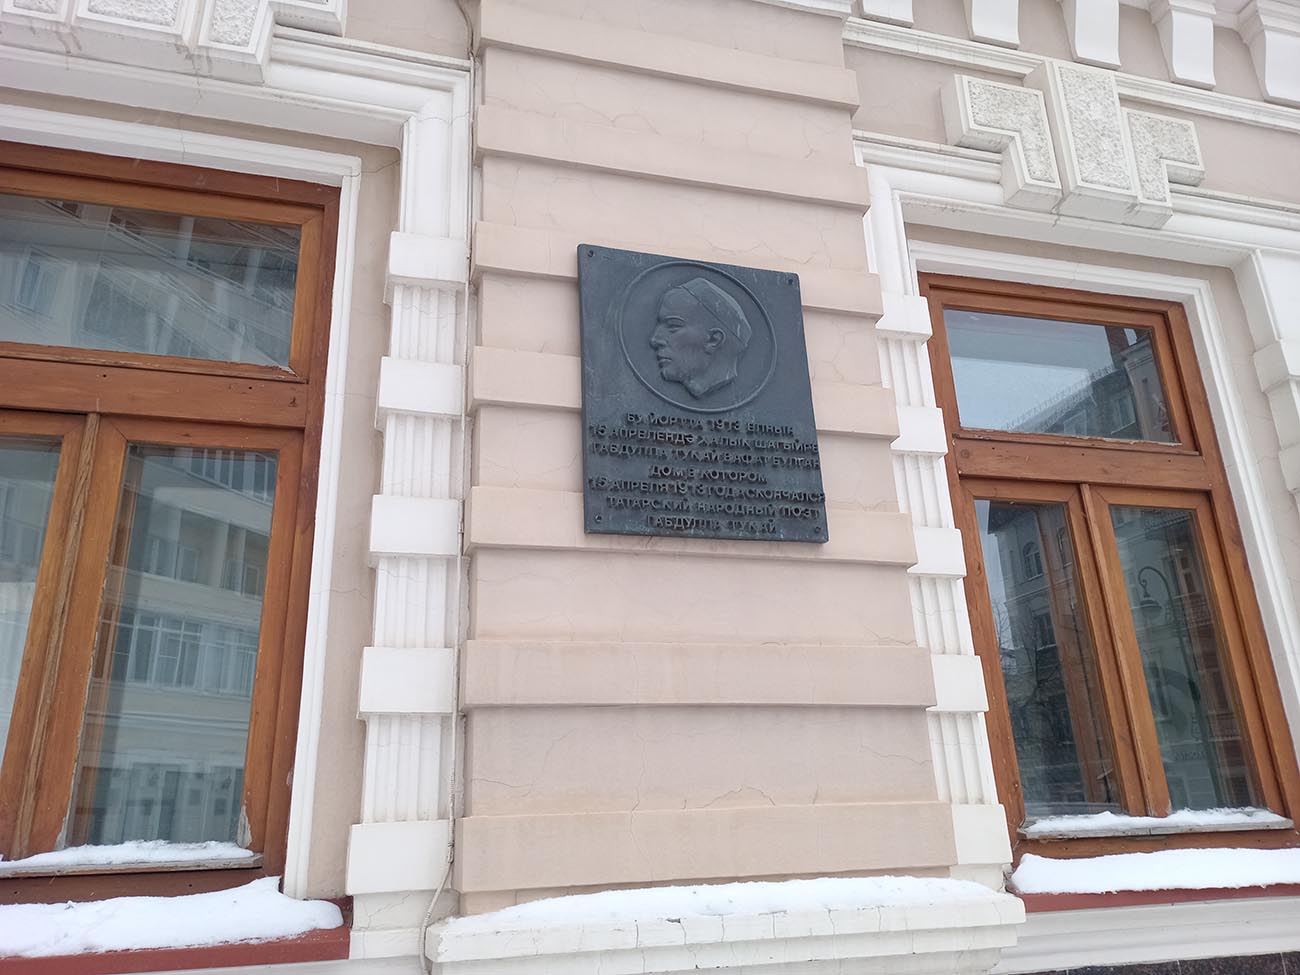 БУ ЙОРТТА 1913 ЕЛНЫҢ
15 АПРЕЛЕНДӘ ХАЛЫК ШАГЫЙРЕ
ГАБДУЛЛА ТУКАЙ ВАФАТ БУЛГАН
ДОМ В КОТОРОМ
15 АПРЕЛЯ 1913 ГОДА СКОНЧАЛСЯ
ТАТАРСКИЙ НАРОДНЫЙ ПОЭТ
ГАБДУЛЛА ТУКАЙ